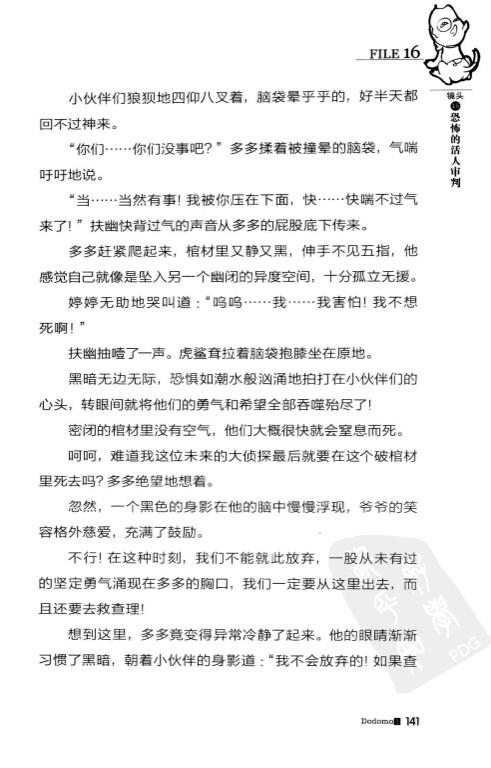 FILE 16
镜头
恐怖的活人审判
小伙伴们狼狈地四仰八叉着，脑袋晕乎乎的，好半天都
回不过神来。
“你们……你们没事吧？”多多揉着被撞晕的脑袋，气喘
吁吁地说。
“当……当然有事！我被你压在下面，快……快喘不过气
来了！”扶幽快背过气的声音从多多的屁股底下传来。
多多赶紧爬起来，棺材里又静又黑，伸手不见五指，他
感觉自己就像是坠入另一个幽闭的异度空间，十分孤立无援。
婷婷无助地哭叫道：“呜呜……我……我害怕！我不想
死啊！”
扶幽抽噎了一声。虎鲨耷拉着脑袋抱膝坐在原地。
黑暗无边无际，恐惧如潮水般汹涌地拍打在小伙伴们的
心头，转眼间就将他们的勇气和希望全部吞噬殆尽了！
密闭的棺材里没有空气，他们大概很快就会窒息而死。
呵呵，难道我这位未来的大侦探最后就要在这个破棺材
里死去吗？多多绝望地想着。
忽然，一个黑色的身影在他的脑中慢慢浮现，爷爷的笑
容格外慈爱，充满了鼓励。
不行！在这种时刻，我们不能就此放弃，一股从未有过
的坚定勇气涌现在多多的胸口，我们一定要从这里出去，而
且还要去救查理！
想到这里，多多竟变得异常冷静了起来。他的眼睛渐渐
习惯了黑暗，朝着小伙伴的身影道：“我不会放弃的！如果查
PDG
Dodomo 141